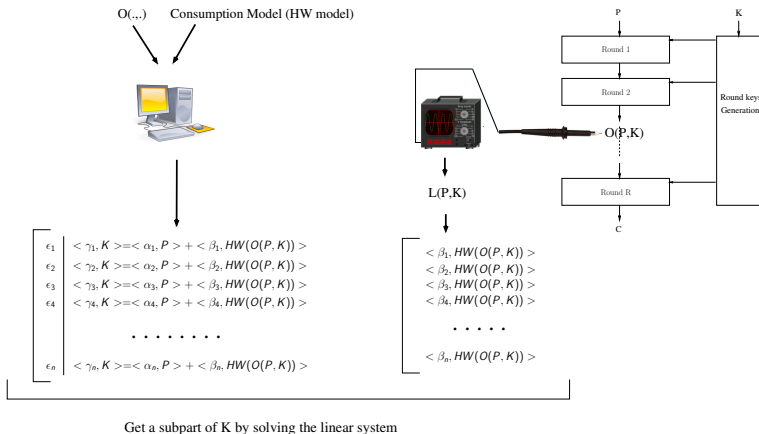 O(.,.) Consumption Model (HW model)
P K
Round 1
Round 2
Round keys
Generation
O(P,K)
L(P,K)
Round R
C
ϵ₁ < γ₁, K >=< α₁, P > + < β₁, HW(O(P, K)) >
ϵ₂ < γ₂, K >=< α₂, P > + < β₂, HW(O(P, K)) >
ϵ₃ < γ₃, K >=< α₃, P > + < β₃, HW(O(P, K)) >
ϵ₄ < γ₄, K >=< α₄, P > + < β₄, HW(O(P, K)) >
. . . . . . . .
ϵₙ < γₙ, K >=< αₙ, P > + < βₙ, HW(O(P, K)) >
< β₁, HW(O(P, K)) >
< β₂, HW(O(P, K)) >
< β₃, HW(O(P, K)) >
< β₄, HW(O(P, K)) >
. . . . .
< βₙ, HW(O(P, K)) >
Get a subpart of K by solving the linear system